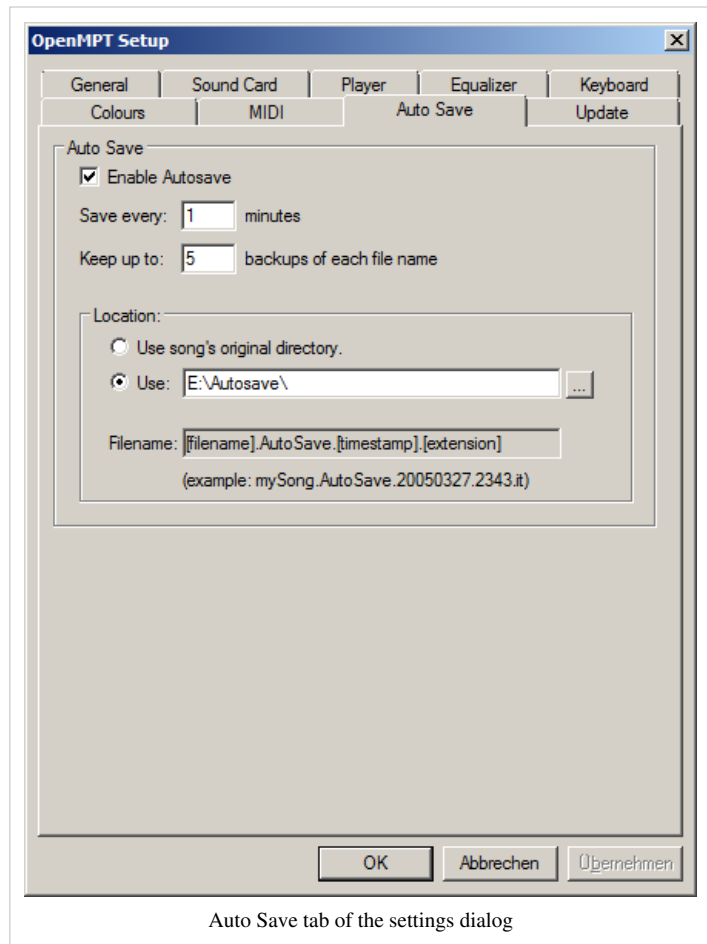 OpenMPT Setup
General Sound Card Player Equalizer Keyboard
Colours MIDI Auto Save Update
Auto Save
Enable Autosave
Save every: 1 minutes
Keep up to: 5 backups of each file name
Location:
Use song's original directory.
Use: E:\Autosave\ ...
Filename: [filename].AutoSave.[timestamp].[extension]
(example: mySong.AutoSave.20050327.2343.it)
OK Abbrechen Übernehmen
Auto Save tab of the settings dialog